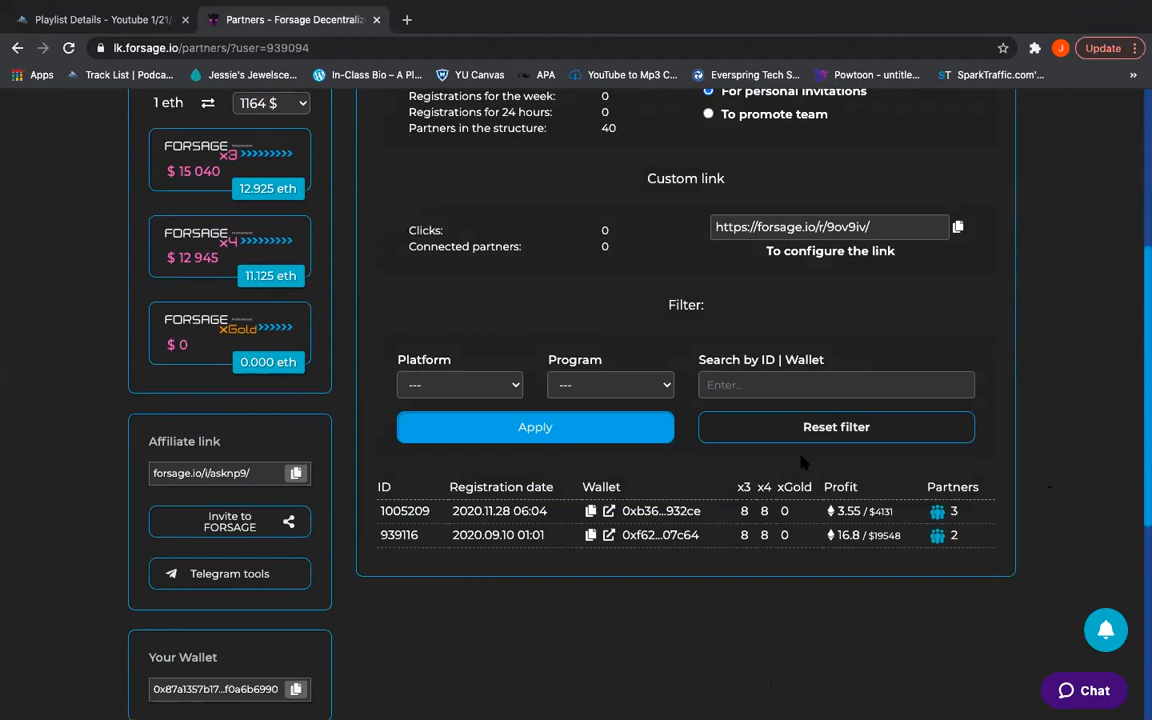 Playlist Details - Youtube 1/21/ Partners - Forsage Decentraliz
lk.forsage.io/partners/?user=939094 J Update
Apps Track List | Podca... Jessie's Jewelsce... In-Class Bio – A Pl... YU Canvas APA YouTube to Mp3 C... Everspring Tech S... Powtoon - untitle... ST SparkTraffic.com'... »
1 eth 1164 $
FORSAGE
x3
$ 15 040
12.925 eth
FORSAGE
x4
$ 12 945
11.125 eth
FORSAGE
xGold
$ 0
0.000 eth
Affiliate link
forsage.io/i/asknp9/
Invite to
FORSAGE
Telegram tools
Your Wallet
0x87a1357b17...f0a6b6990
Registrations for the week: 0
Registrations for 24 hours: 0
Partners in the structure: 40
For personal invitations
To promote team
Custom link
Clicks: 0
Connected partners: 0
https://forsage.io/r/9ov9iv/
To configure the link
Filter:
Platform Program Search by ID | Wallet
--- --- Enter...
Apply Reset filter
ID Registration date Wallet x3 x4 xGold Profit Partners
1005209 2020.11.28 06:04 0xb36...932ce 8 8 0 3.55 / $4131 3
939116 2020.09.10 01:01 0xf62...07c64 8 8 0 16.8 / $19548 2
Chat